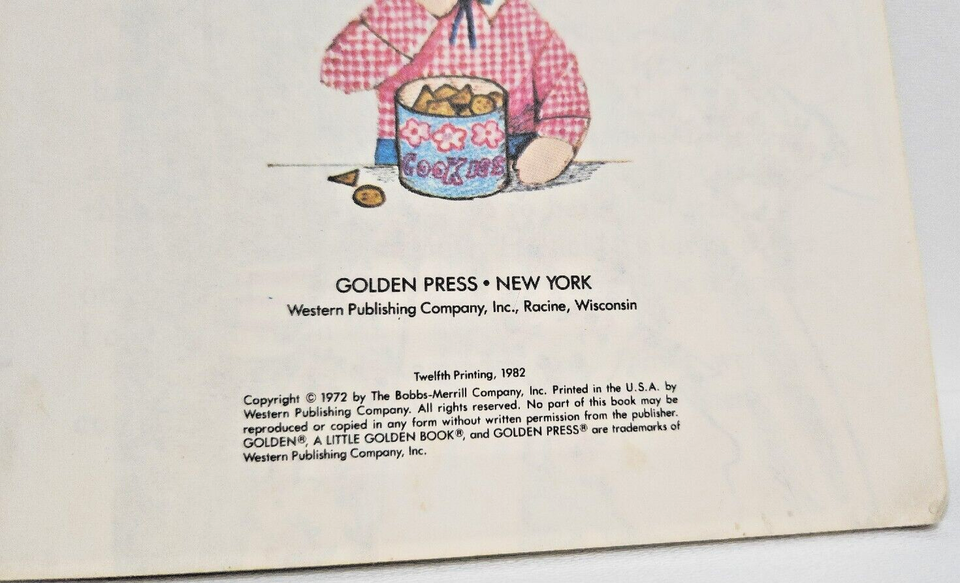 COOKIES
GOLDEN PRESS • NEW YORK
Western Publishing Company, Inc., Racine, Wisconsin
Twelfth Printing, 1982
Copyright © 1972 by The Bobbs-Merrill Company, Inc. Printed in the U.S.A. by
Western Publishing Company. All rights reserved. No part of this book may be
reproduced or copied in any form without written permission from the publisher.
GOLDEN®, A LITTLE GOLDEN BOOK®, and GOLDEN PRESS® are trademarks of
Western Publishing Company, Inc.